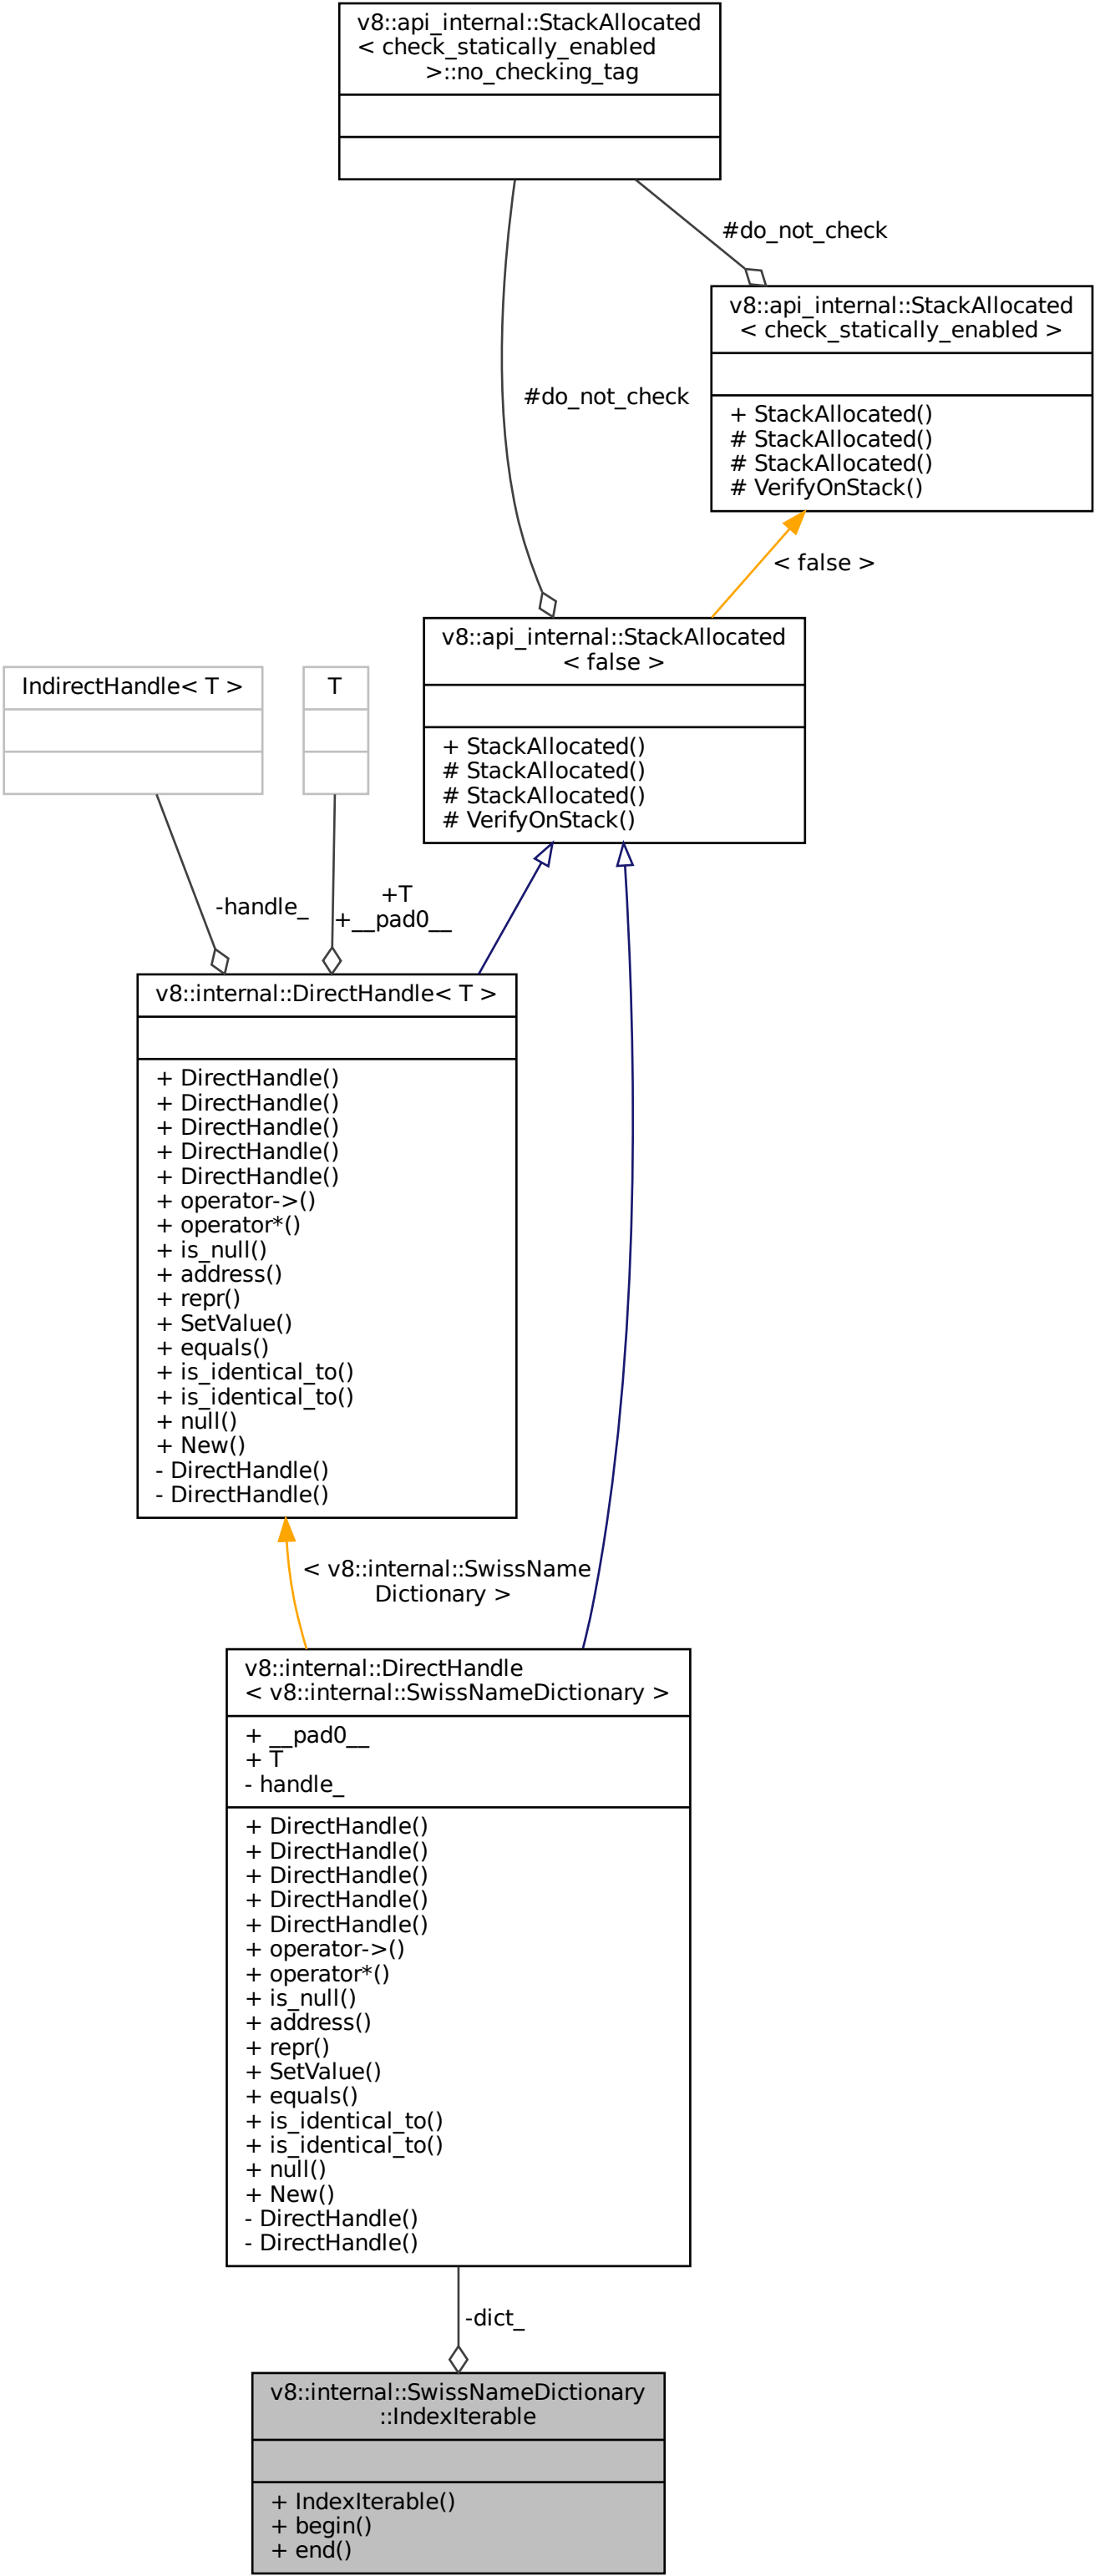 v8::api_internal::StackAllocated
< check_statically_enabled
>::no_checking_tag
#do_not_check
v8::api_internal::StackAllocated
< check_statically_enabled >
#do_not_check
+ StackAllocated()
# StackAllocated()
# StackAllocated()
# VerifyOnStack()
< false >
v8::api_internal::StackAllocated
< false >
IndirectHandle< T >
T
+ StackAllocated()
# StackAllocated()
# StackAllocated()
# VerifyOnStack()
-handle_
+T
+__pad0__
v8::internal::DirectHandle< T >
+ DirectHandle()
+ DirectHandle()
+ DirectHandle()
+ DirectHandle()
+ DirectHandle()
+ operator->()
+ operator*()
+ is_null()
+ address()
+ repr()
+ SetValue()
+ equals()
+ is_identical_to()
+ is_identical_to()
+ null()
+ New()
- DirectHandle()
- DirectHandle()
< v8::internal::SwissName
Dictionary >
v8::internal::DirectHandle
< v8::internal::SwissNameDictionary >
+ __pad0__
+ T
- handle_
+ DirectHandle()
+ DirectHandle()
+ DirectHandle()
+ DirectHandle()
+ DirectHandle()
+ operator->()
+ operator*()
+ is_null()
+ address()
+ repr()
+ SetValue()
+ equals()
+ is_identical_to()
+ is_identical_to()
+ null()
+ New()
- DirectHandle()
- DirectHandle()
-dict_
v8::internal::SwissNameDictionary
::IndexIterable
+ IndexIterable()
+ begin()
+ end()